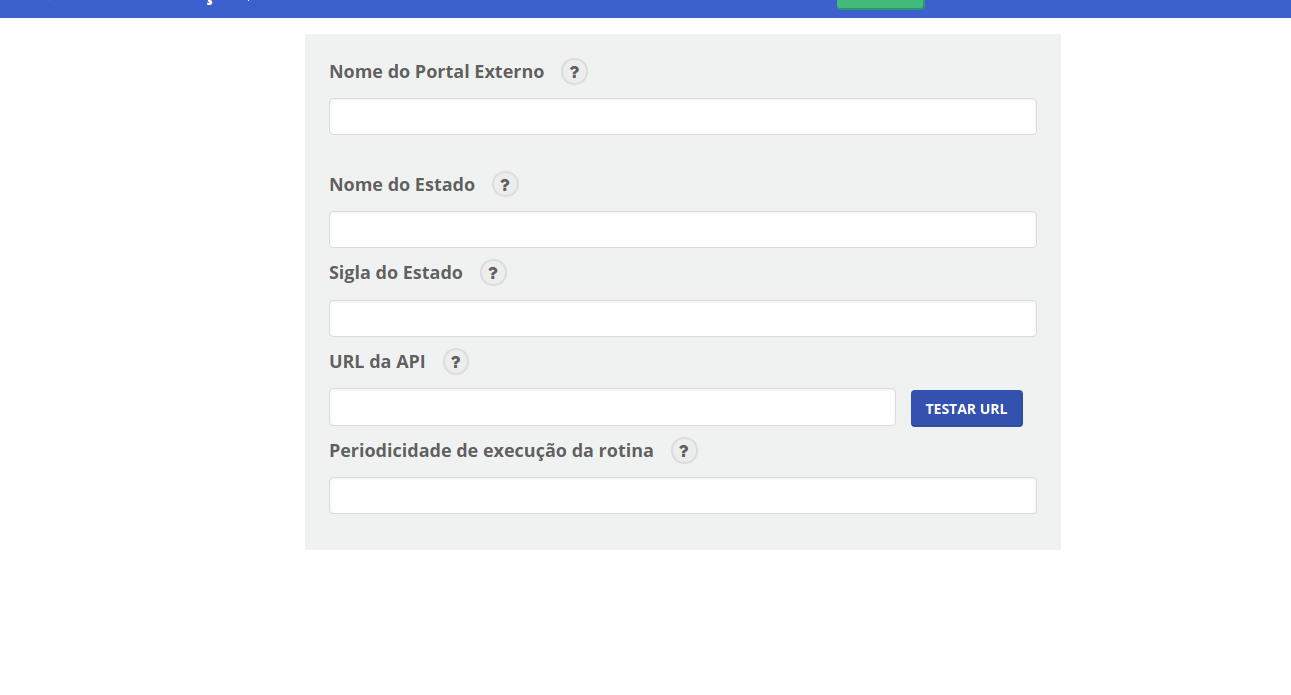 Nome do Portal Externo ?
Nome do Estado ?
Sigla do Estado ?
URL da API ?
TESTAR URL
Periodicidade de execução da rotina ?